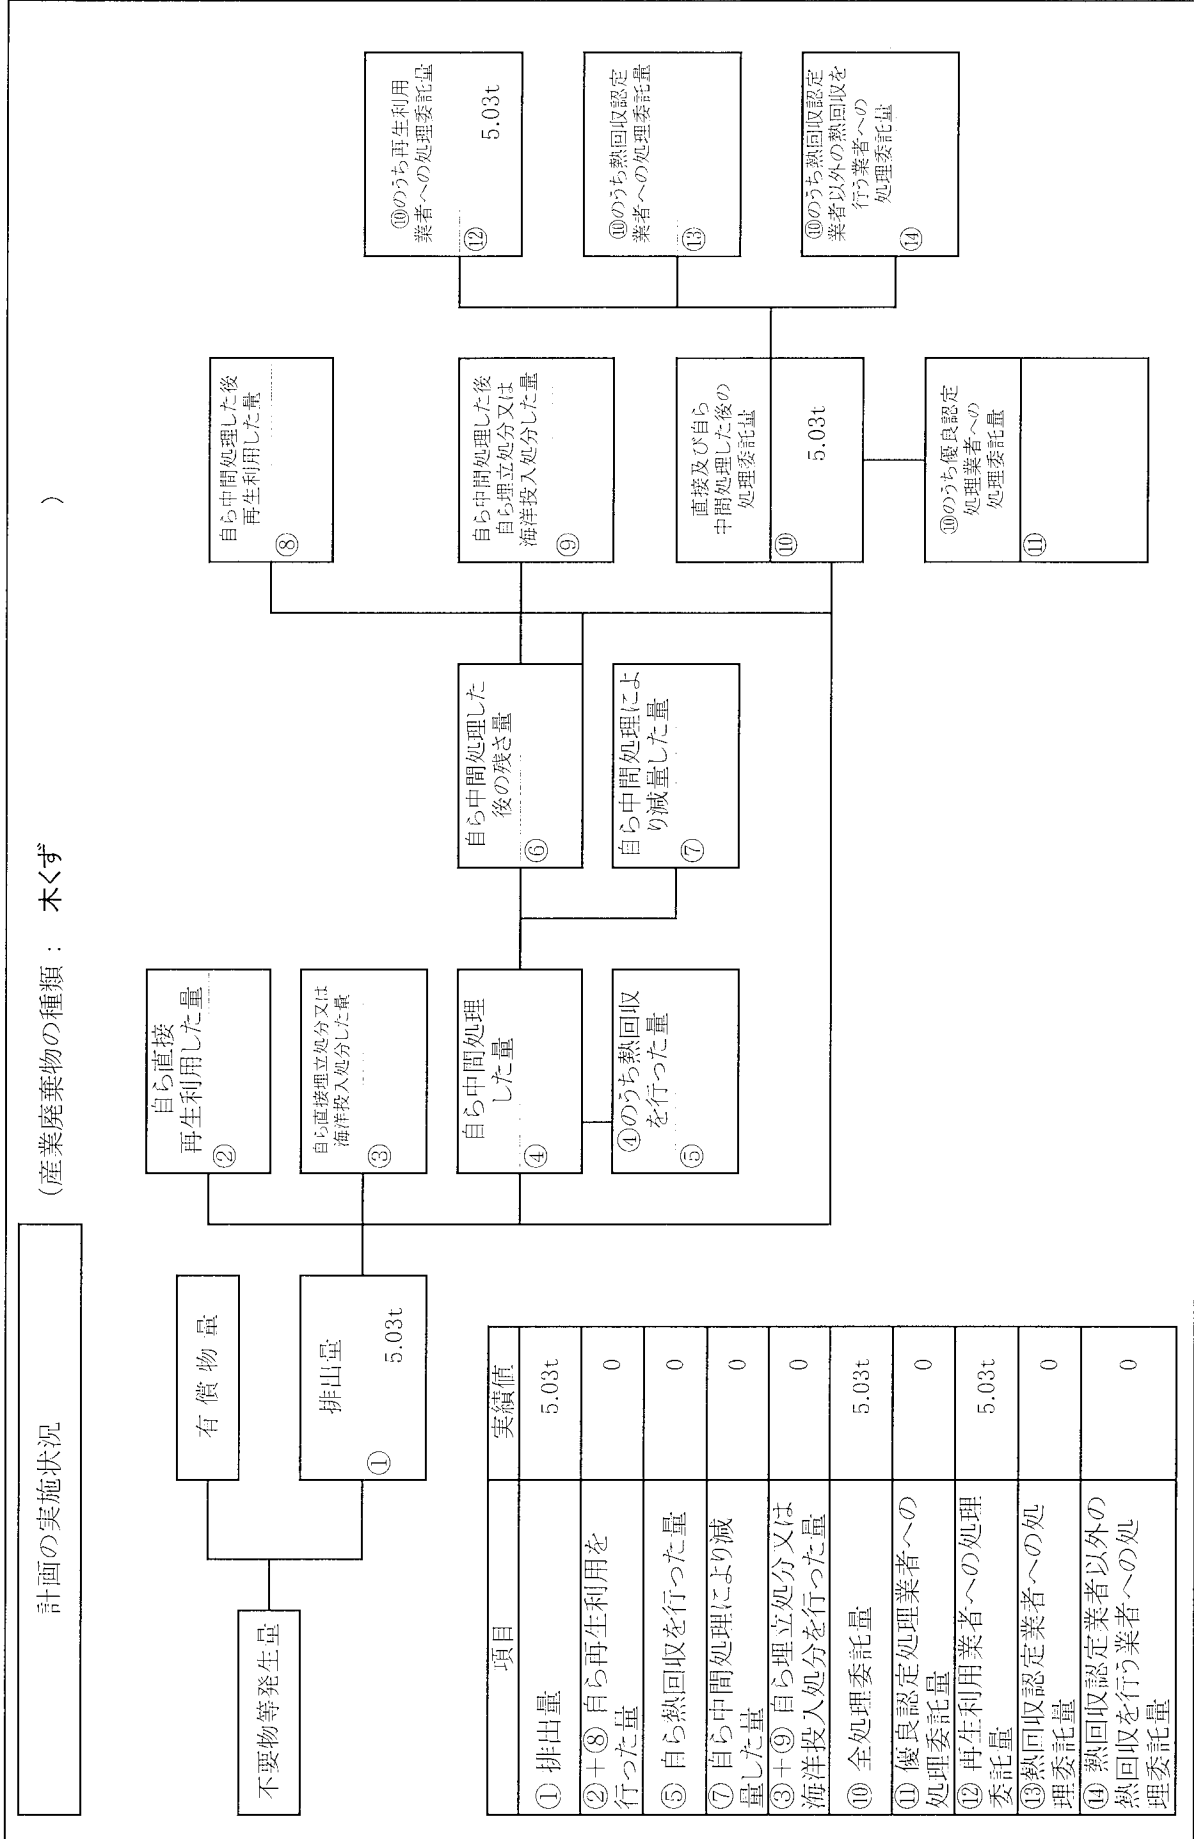 計画の実施状況
(産業廃棄物の種類： 木くず )
不要物等発生量
有 償 物 量
排出量
① 5.03t
自ら直接
再生利用した量
②
自ら直接埋立処分又は
海洋投入処分した量
③
自ら中間処理
した量
④
④のうち熱回収
を行った量
⑤
自ら中間処理した
後の残さ量
⑥
自ら中間処理によ
り減量した量
⑦
自ら中間処理した後
再生利用した量
⑧
自ら中間処理した後
自ら埋立処分又は
海洋投入処分した量
⑨
直接及び自ら
中間処理した後の
処理委託量
⑩ 5.03t
⑩のうち優良認定
処理業者への
処理委託量
⑪
⑩のうち再生利用
業者への処理委託量
⑫ 5.03t
⑩のうち熱回収認定
業者への処理委託量
⑬
⑩のうち熱回収認定
業者以外の熱回収を
行う業者への
処理委託量
⑭
項目 実績値
① 排出量 5.03t
②+⑧ 自ら再生利用を
行った量 0
⑤ 自ら熱回収を行った量 0
⑦ 自ら中間処理により減
量した量 0
③+⑨ 自ら埋立処分又は
海洋投入処分を行った量 0
⑩ 全処理委託量 5.03t
⑪ 優良認定処理業者への
処理委託量 0
⑫ 再生利用業者への処理
委託量 5.03t
⑬熱回収認定業者への処
理委託量 0
⑭ 熱回収認定業者以外の
熱回収を行う業者への処
理委託量 0